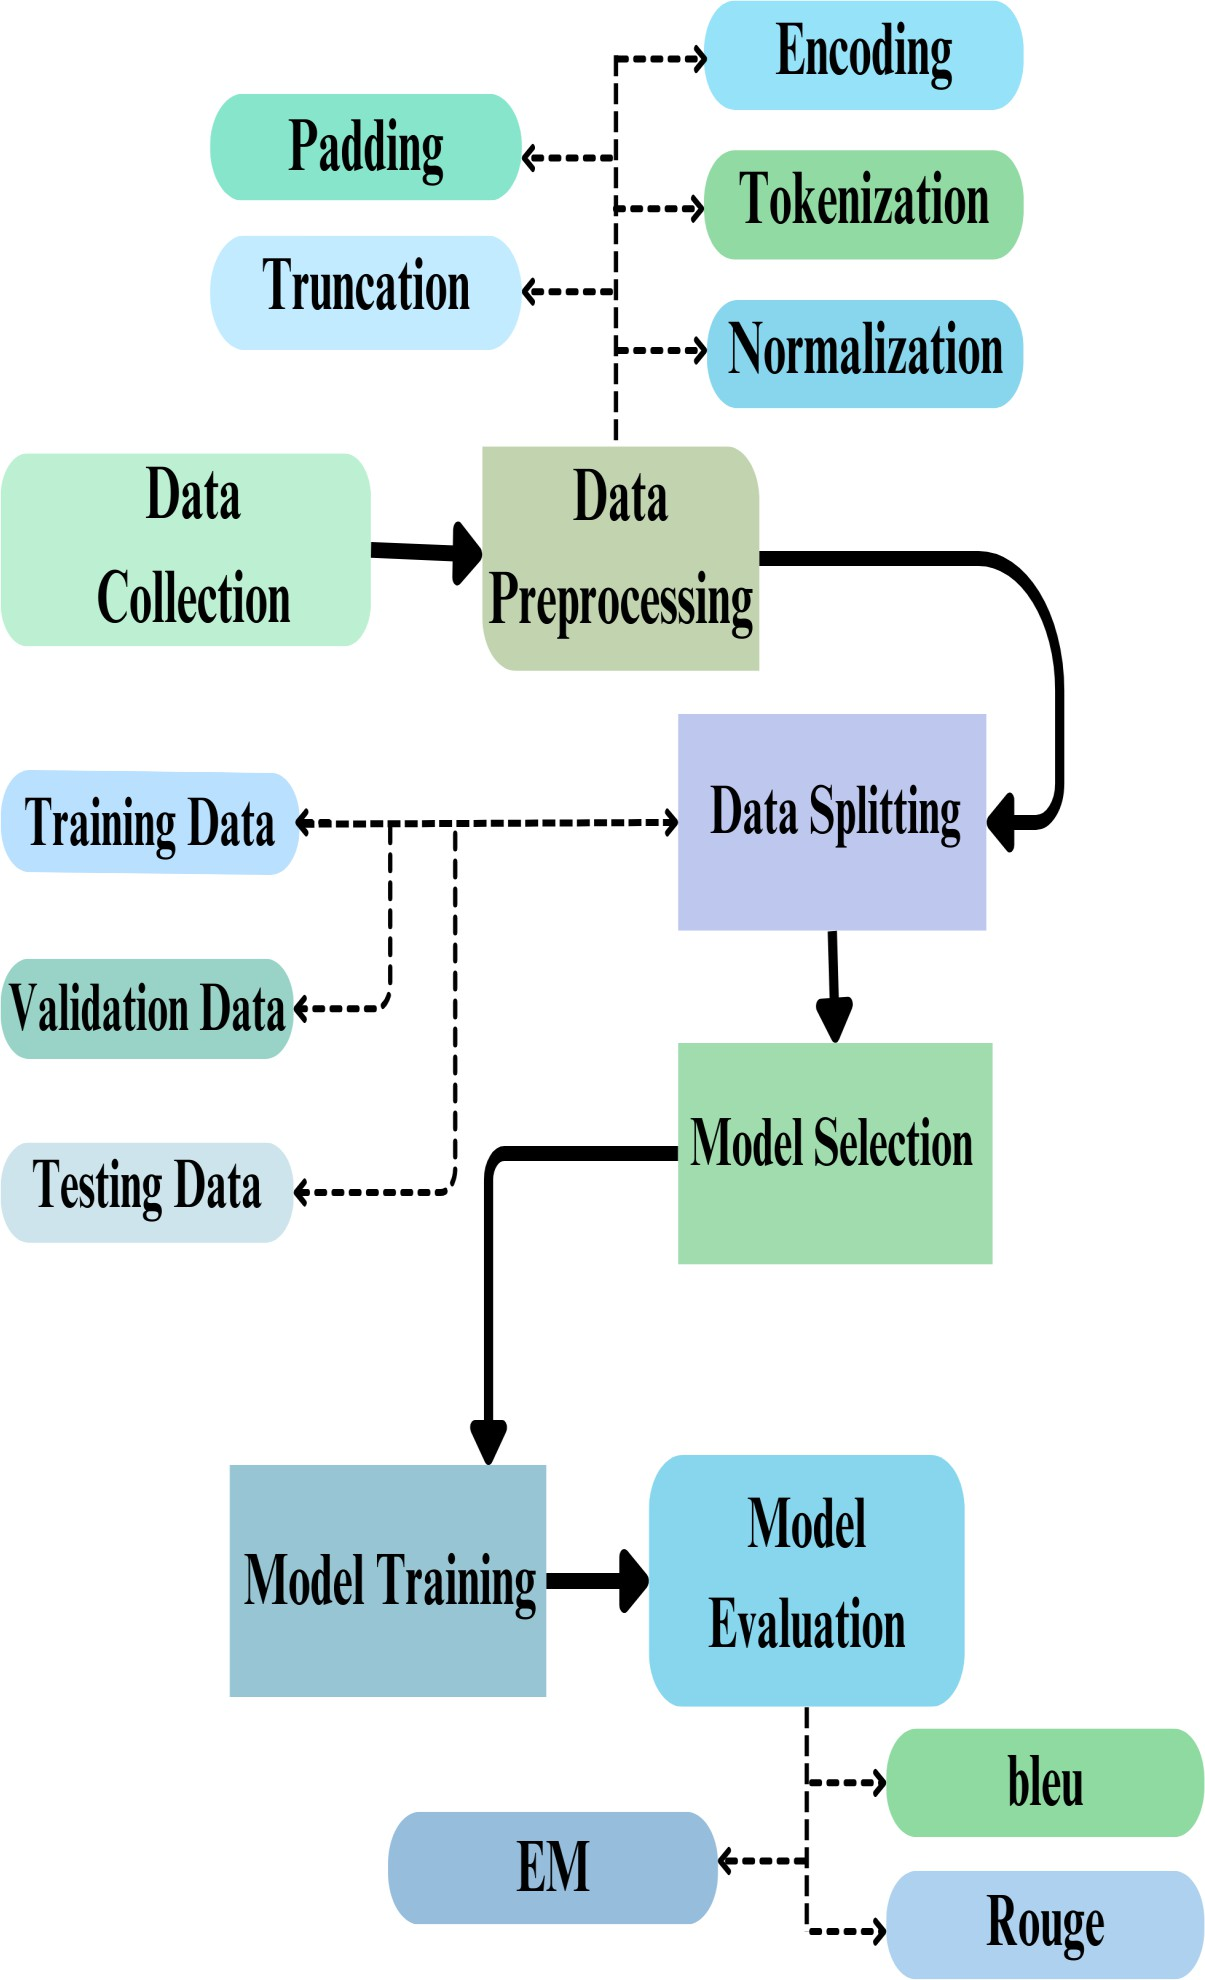 Encoding
Padding
Tokenization
Truncation
Normalization
Data
Collection
Data
Preprocessing
Data Splitting
Training Data
Validation Data
Testing Data
Model Selection
Model Training
Model
Evaluation
bleu
EM
Rouge